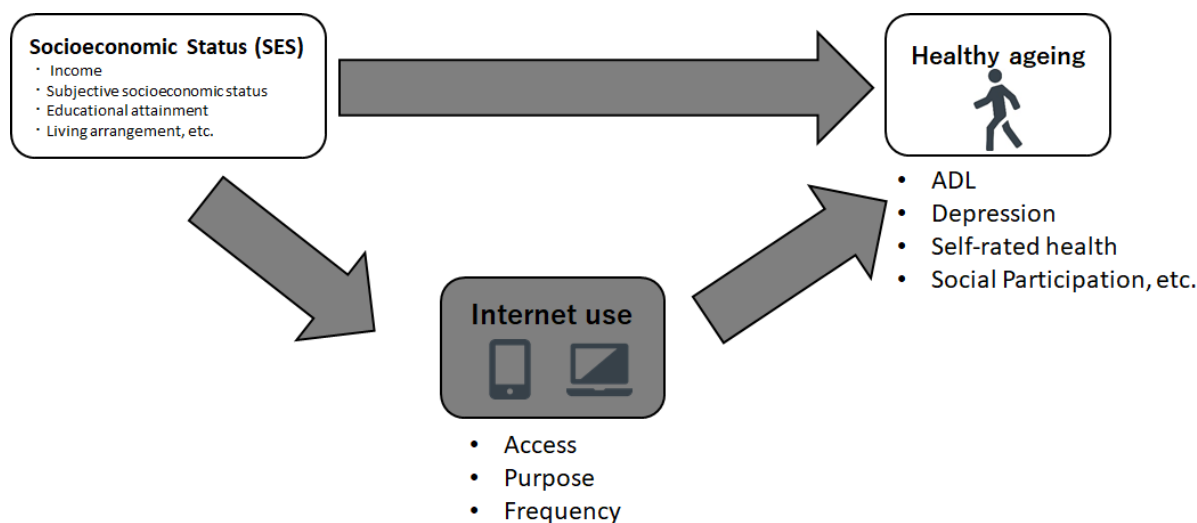 Socioeconomic Status (SES)
・ Income
・ Subjective socioeconomic status
・ Educational attainment
・ Living arrangement, etc.
Healthy ageing
• ADL
• Depression
• Self-rated health
• Social Participation, etc.
Internet use
• Access
• Purpose
• Frequency